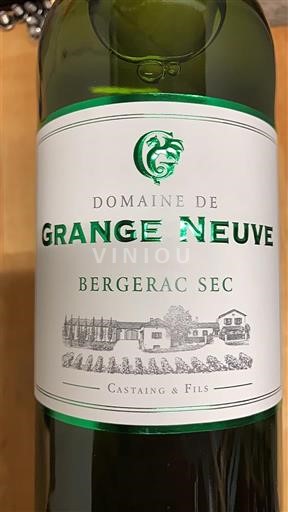 G
DOMAINE DE
GRANGE NEUVE
VINIOU
BERGERAC SEC
CASTAING & FILS